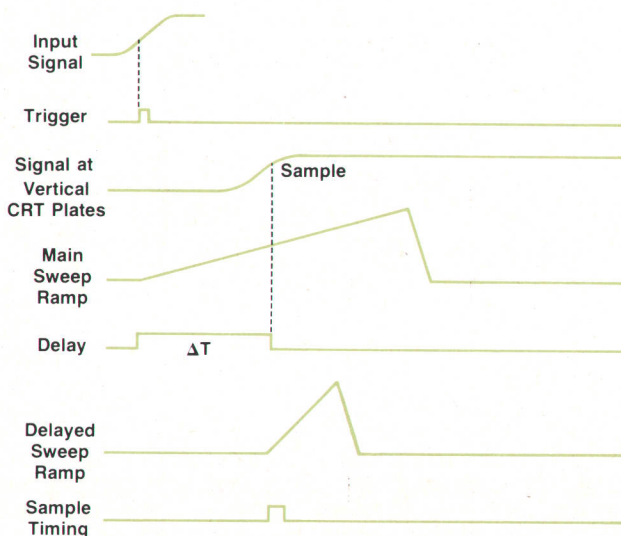 Input
Signal
Trigger
Signal at
Vertical
CRT Plates
Sample
Main
Sweep
Ramp
Delay
ΔT
Delayed
Sweep
Ramp
Sample
Timing